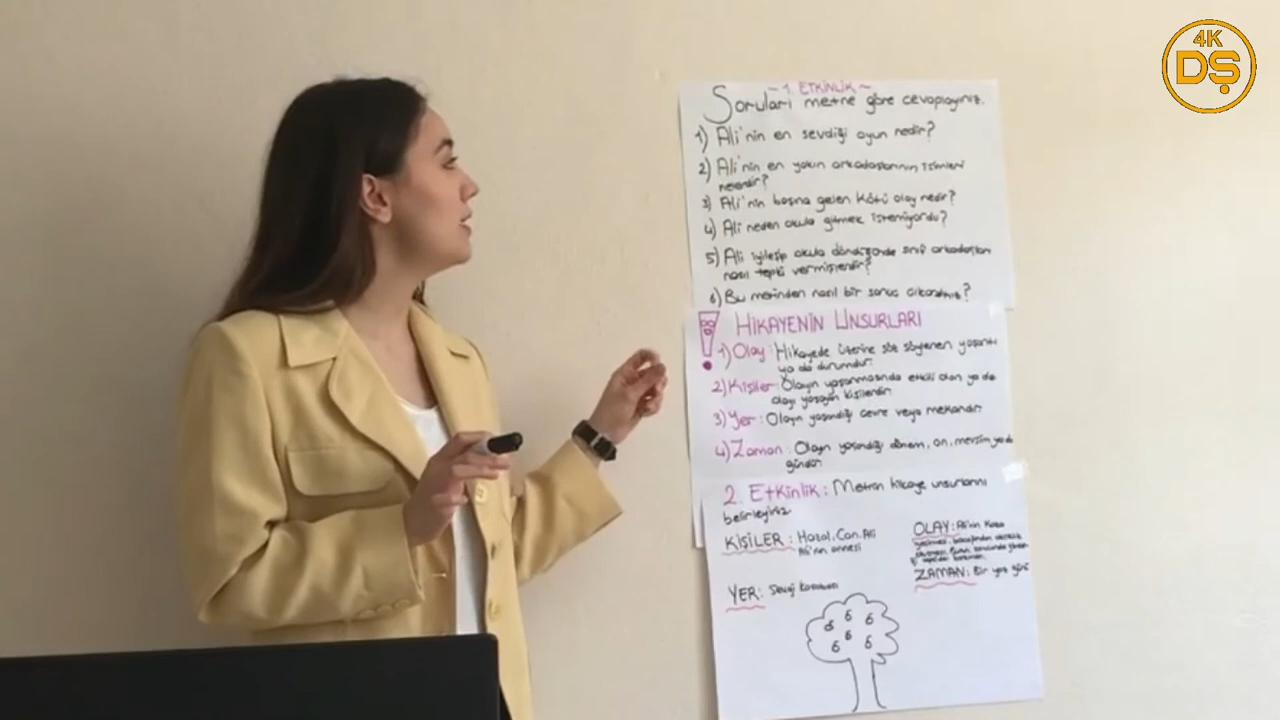 4K
DŞ
~1. ETKİNLİK~
Soruları metne göre cevaplayınız.
1) Ali'nin en sevdiği oyun nedir?
2) Ali'nin en yakın arkadaşlarının isimleri
nelerdir?
3) Ali'nin başına gelen kötü olay nedir?
4) Ali neden okula gitmek istemiyordu?
5) Ali iyileşip okula döndüğünde sınıf arkadaşları
nasıl tepki vermişlerdir?
6) Bu metinden nasıl bir sonuç çıkardınız?
HİKAYENİN UNSURLARI
1) Olay: Hikayede üzerine söz söylenen yaşantı
ya da durumdur.
2) Kişiler: Olayın yaşanmasında etkili olan ya da
olayı yaşayan kişilerdir.
3) Yer: Olayın yaşandığı çevre veya mekandır.
4) Zaman: Olayın yaşandığı dönem, an, mevsim ya da
gündür.
2. Etkinlik: Metnin hikaye unsurlarını
belirleyiniz.
KİŞİLER: Hazal, Can, Ali
Ali'nin annesi
OLAY: Ali'nin kaza
ZAMAN: Bir yaz günü
YER: